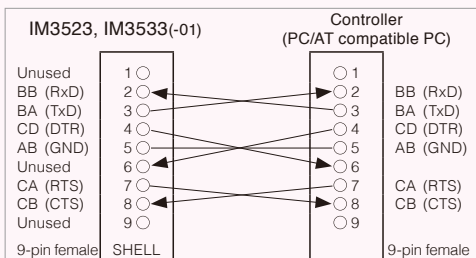 IM3523, IM3533(-01)
Controller
(PC/AT compatible PC)
Unused 1 1
BB (RxD) 2 2 BB (RxD)
BA (TxD) 3 3 BA (TxD)
CD (DTR) 4 4 CD (DTR)
AB (GND) 5 5 AB (GND)
Unused 6 6
CA (RTS) 7 7 CA (RTS)
CB (CTS) 8 8 CB (CTS)
Unused 9 9
9-pin female SHELL 9-pin female